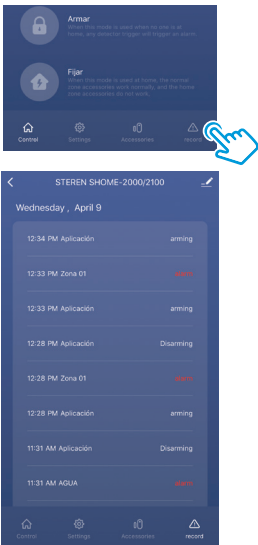 Armar
When this mode is used when no one is at
home, any detector trigger will trigger an alarm.
Fijar
When this mode is used at home, the normal
zone accessories work normally, and the home
zone accessories do not work.
Control Settings Accessories record
STEREN SHOME-2000/2100
Wednesday, April 9
12:34 PM Aplicación arming
12:33 PM Zona 01 alarm
12:33 PM Aplicación arming
12:28 PM Aplicación Disarming
12:28 PM Zona 01 alarm
12:28 PM Aplicación arming
11:31 AM Aplicación Disarming
11:31 AM AGUA alarm
Control Settings Accessories record